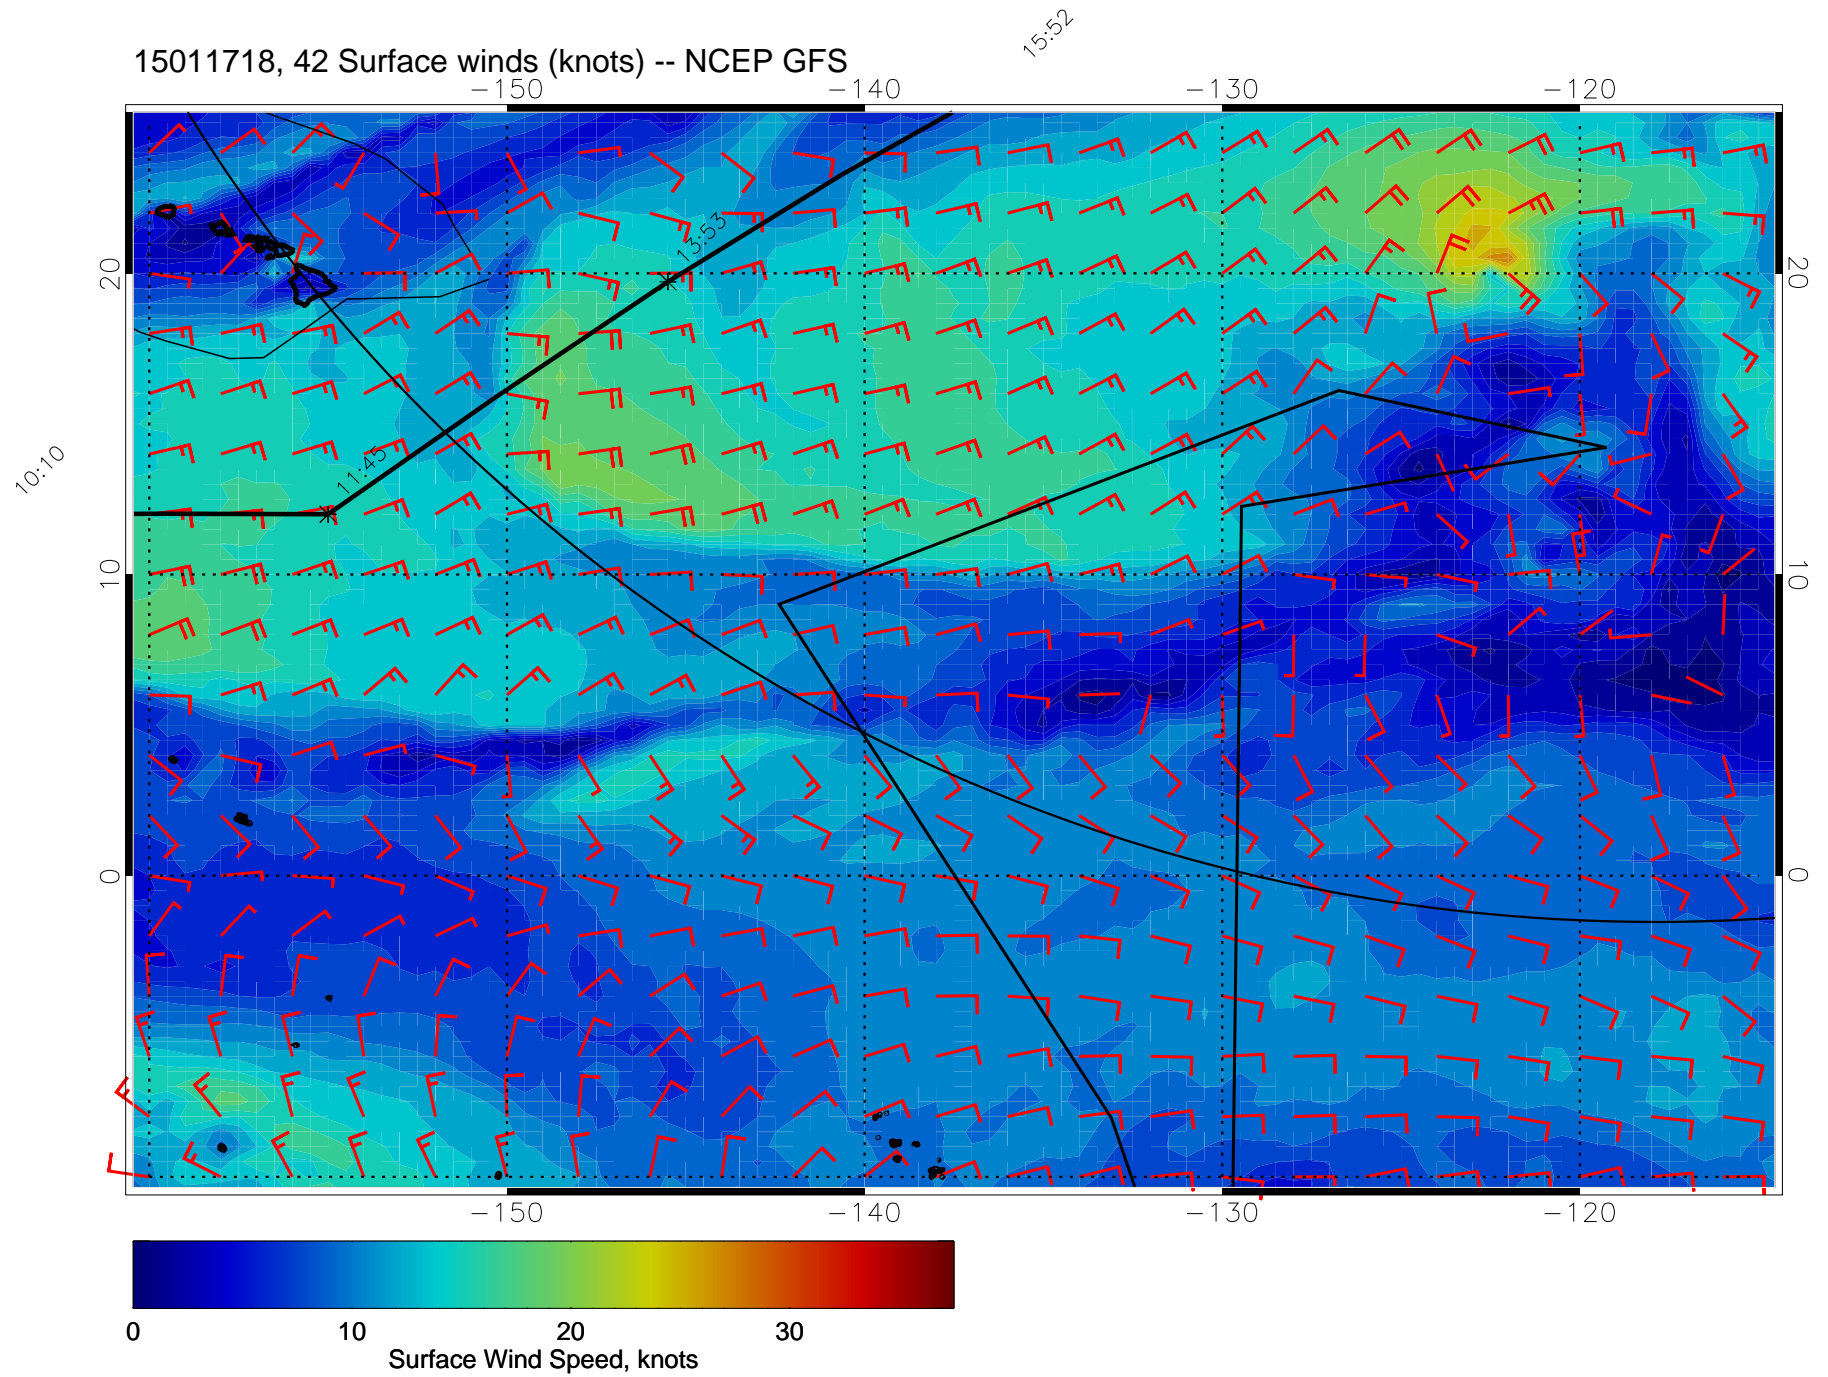 15:52
15011718, 42 Surface winds (knots) -- NCEP GFS
-150 -140 -130 -120
13:53
20 20
11:45
10:10
10 10
0 0
-150 -140 -130 -120
0 10 20 30
Surface Wind Speed, knots